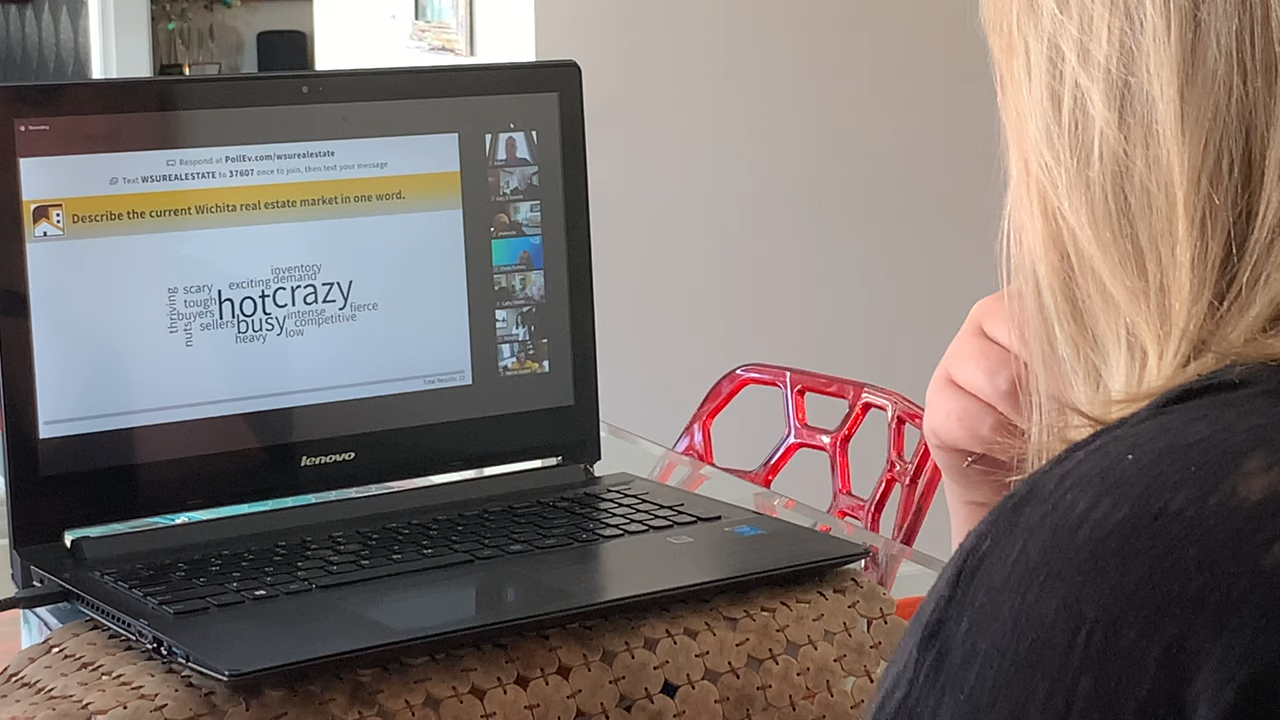 Recording
Respond at PollEv.com/wsurealestate
Text WSUREALESTATE to 37607 once to join, then text your message
Describe the current Wichita real estate market in one word.
inventory
scary exciting demand
thriving tough hot crazy
buyers intense fierce
nuts sellers busy competitive
heavy low
lenovo